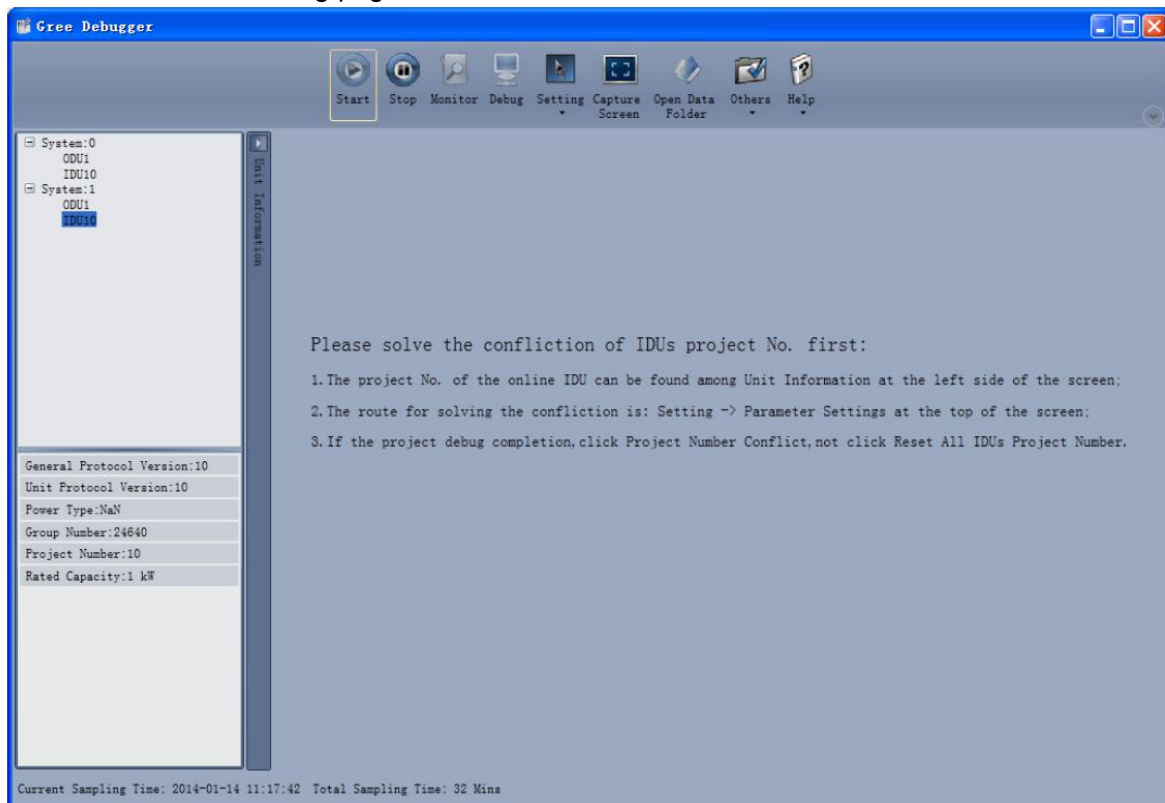 Gree Debugger
Start Stop Monitor Debug Setting Capture Screen Open Data Folder Others Help
System:0
ODU1
IDU10
System:1
ODU1
IDU10
Unit Information
Please solve the confliction of IDUs project No. first:
1.The project No. of the online IDU can be found among Unit Information at the left side of the screen;
2.The route for solving the confliction is: Setting -> Parameter Settings at the top of the screen;
3.If the project debug completion,click Project Number Conflict,not click Reset All IDUs Project Number.
General Protocol Version:10
Unit Protocol Version:10
Power Type:NaN
Group Number:24640
Project Number:10
Rated Capacity:1 kW
Current Sampling Time: 2014-01-14 11:17:42 Total Sampling Time: 32 Mins